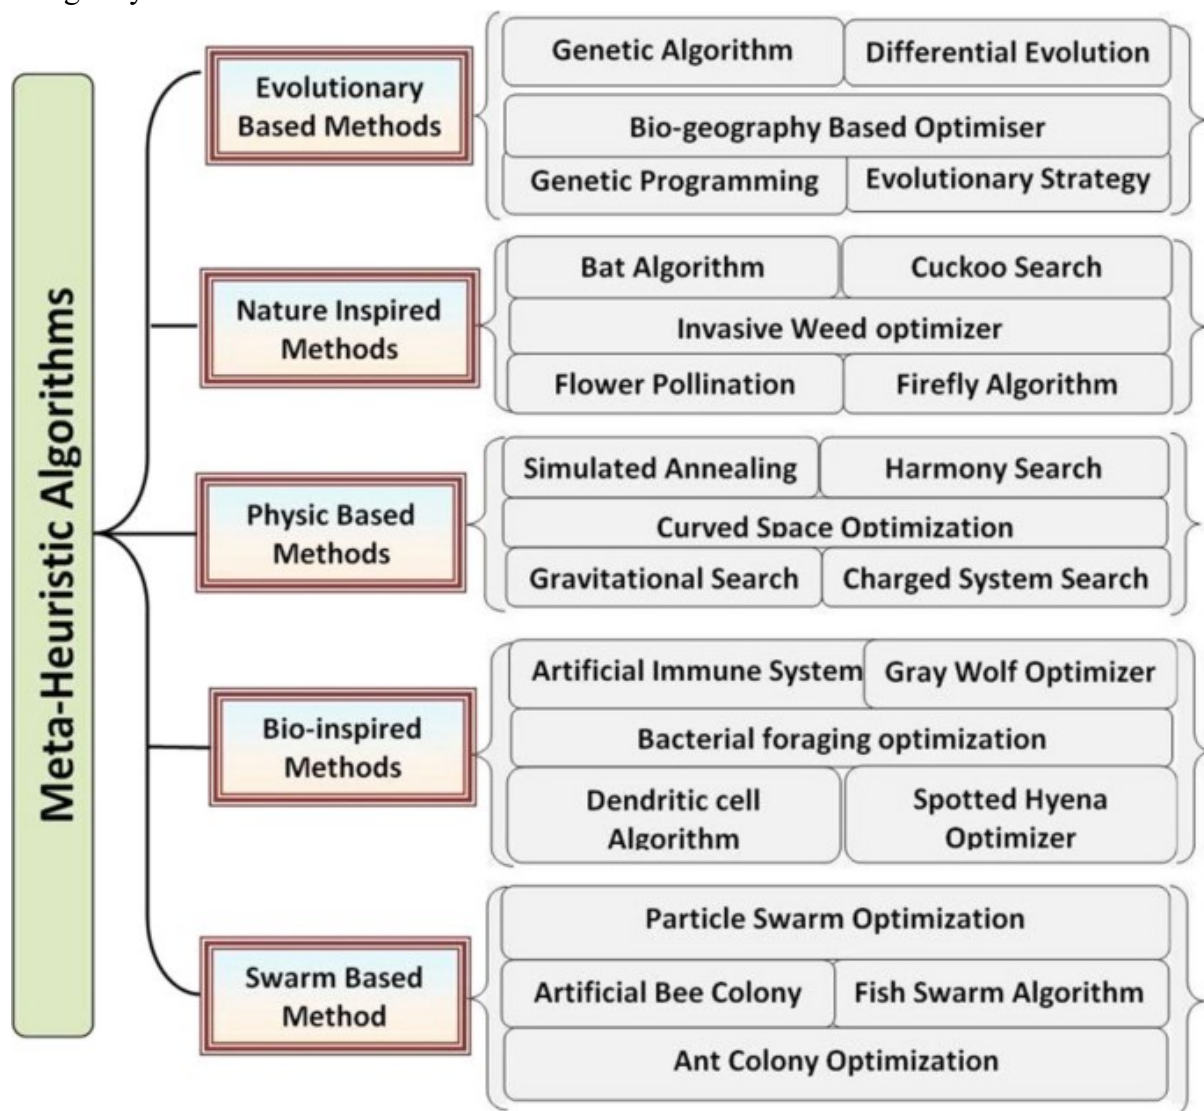 Meta-Heuristic Algorithms
Evolutionary
Based Methods
Genetic Algorithm
Differential Evolution
Bio-geography Based Optimiser
Genetic Programming
Evolutionary Strategy
Nature Inspired
Methods
Bat Algorithm
Cuckoo Search
Invasive Weed optimizer
Flower Pollination
Firefly Algorithm
Physic Based
Methods
Simulated Annealing
Harmony Search
Curved Space Optimization
Gravitational Search
Charged System Search
Bio-inspired
Methods
Artificial Immune System
Gray Wolf Optimizer
Bacterial foraging optimization
Dendritic cell
Algorithm
Spotted Hyena
Optimizer
Swarm Based
Method
Particle Swarm Optimization
Artificial Bee Colony
Fish Swarm Algorithm
Ant Colony Optimization